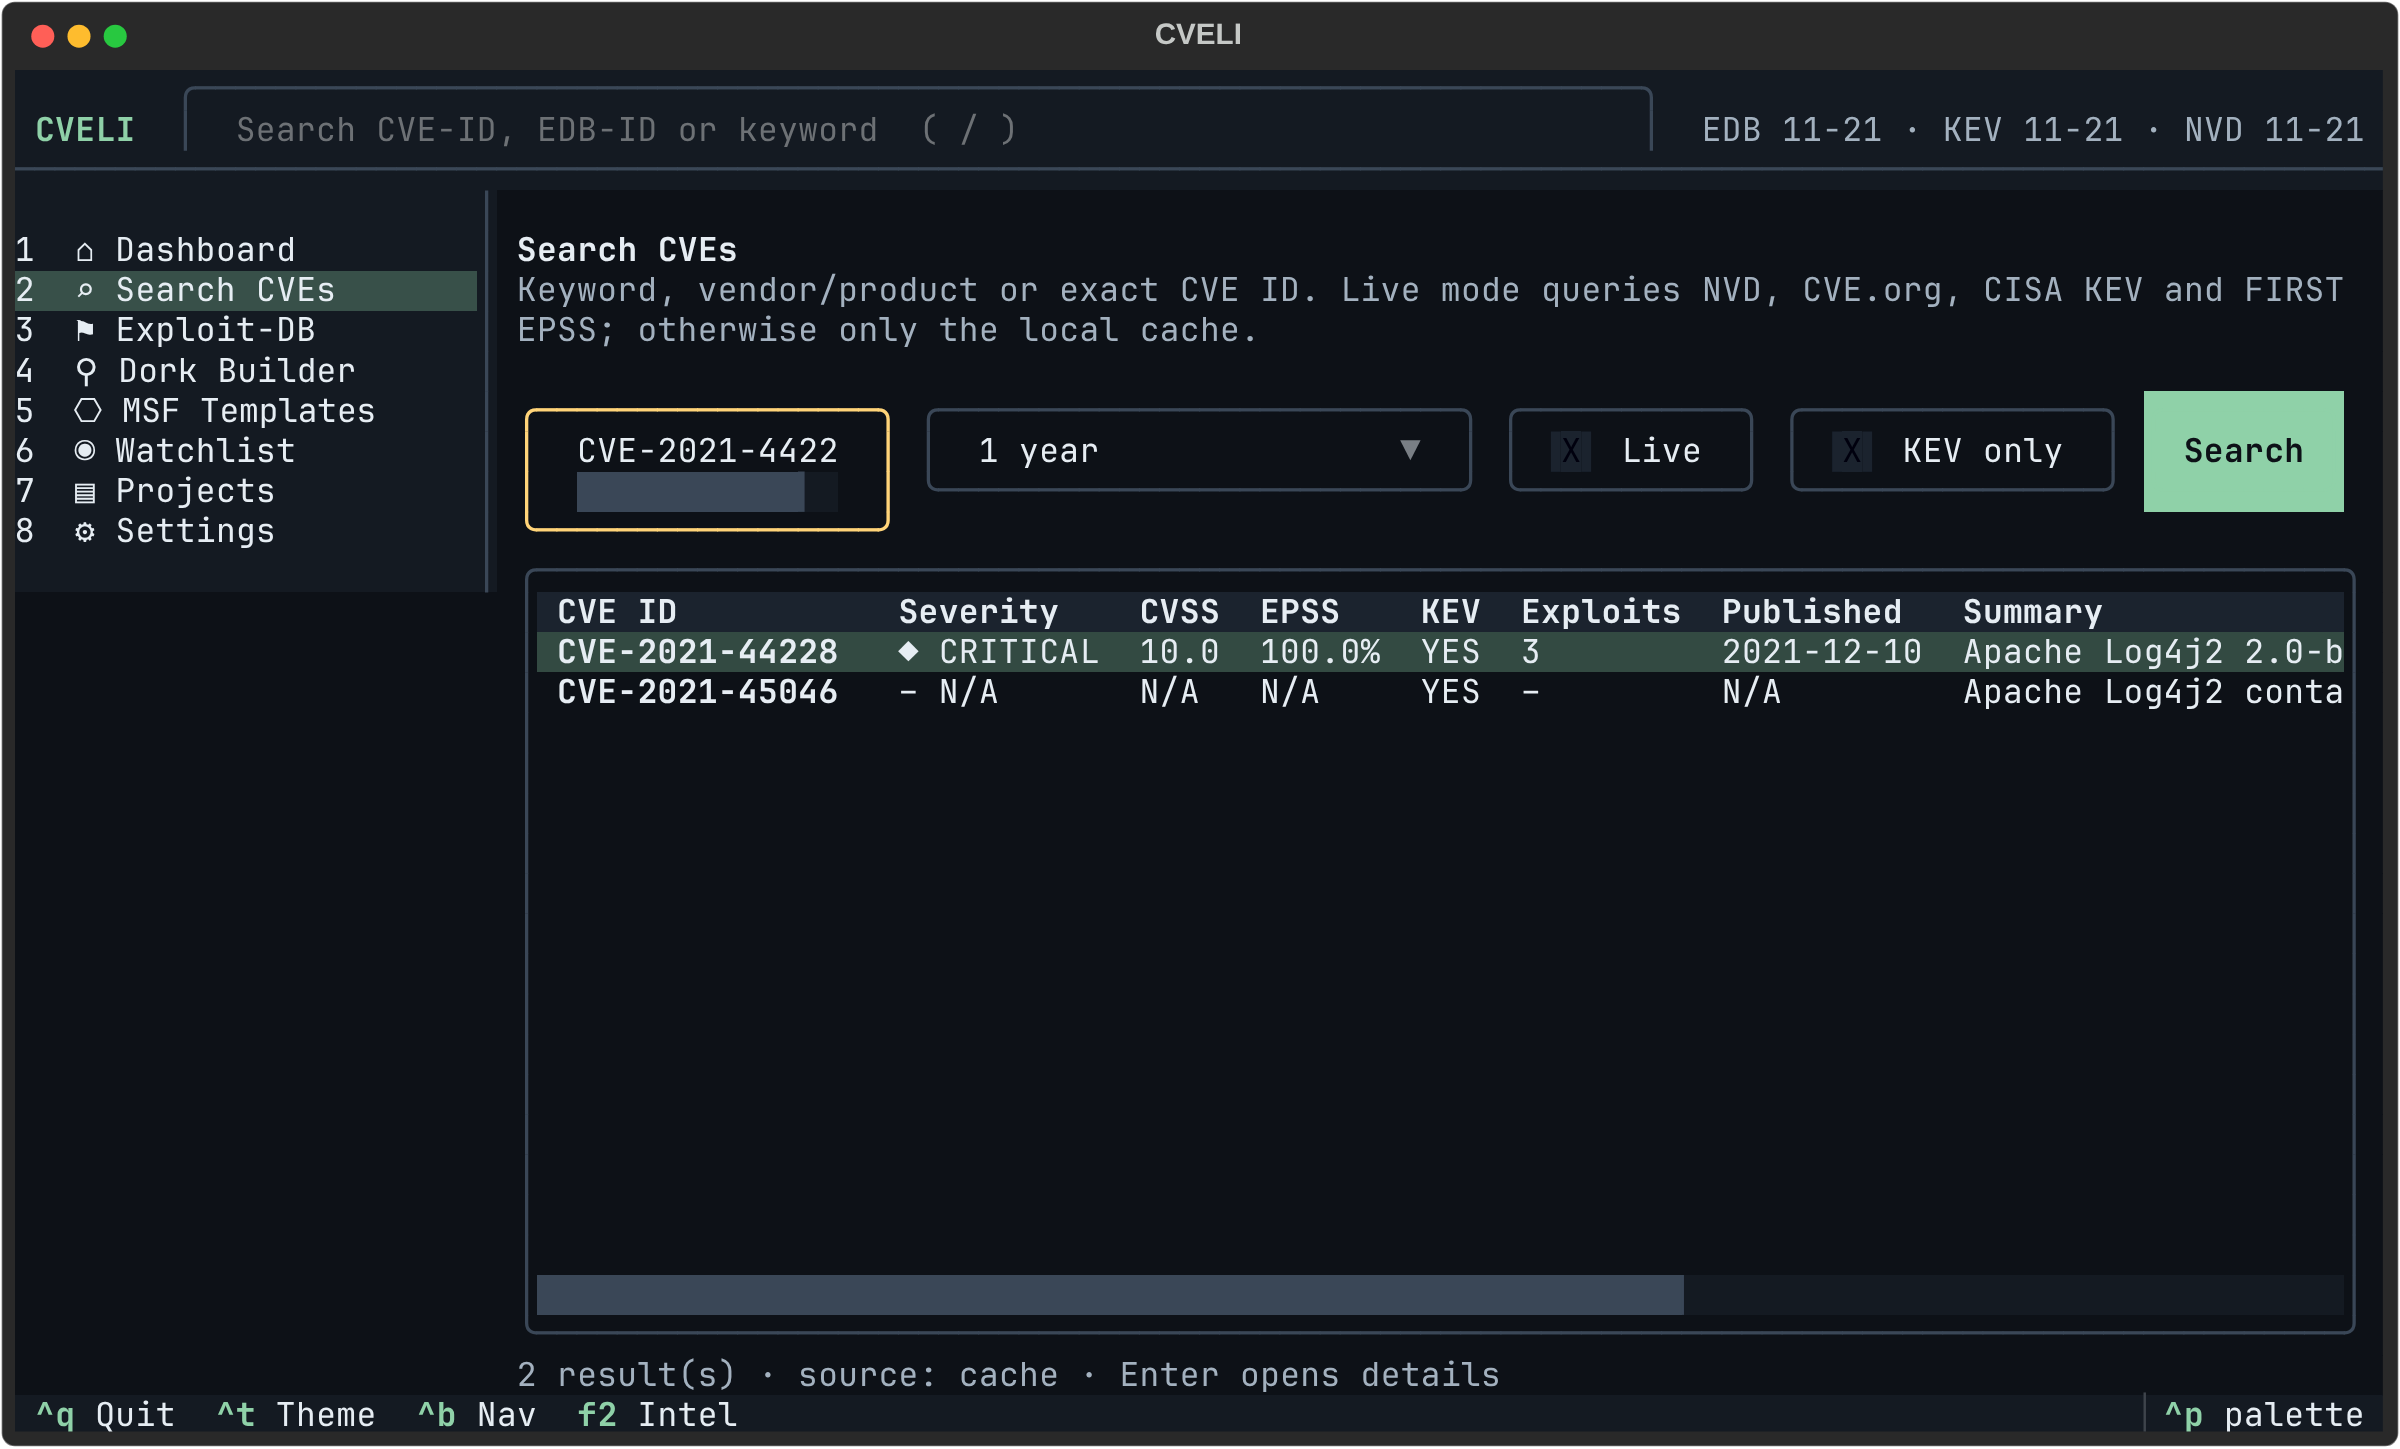 CVELI
CVELI Search CVE-ID, EDB-ID or keyword ( / ) EDB 11-21 · KEV 11-21 · NVD 11-21
1 ⌂ Dashboard
2 ⌕ Search CVEs
3 ⚑ Exploit-DB
4 ⚲ Dork Builder
5 ⎔ MSF Templates
6 ◉ Watchlist
7 ▤ Projects
8 ⚙ Settings
Search CVEs
Keyword, vendor/product or exact CVE ID. Live mode queries NVD, CVE.org, CISA KEV and FIRST
EPSS; otherwise only the local cache.
CVE-2021-4422 1 year ▼ X Live X KEV only Search
CVE ID Severity CVSS EPSS KEV Exploits Published Summary
CVE-2021-44228 ◆ CRITICAL 10.0 100.0% YES 3 2021-12-10 Apache Log4j2 2.0-b
CVE-2021-45046 – N/A N/A N/A YES – N/A Apache Log4j2 conta
2 result(s) · source: cache · Enter opens details
^q Quit ^t Theme ^b Nav f2 Intel ^p palette